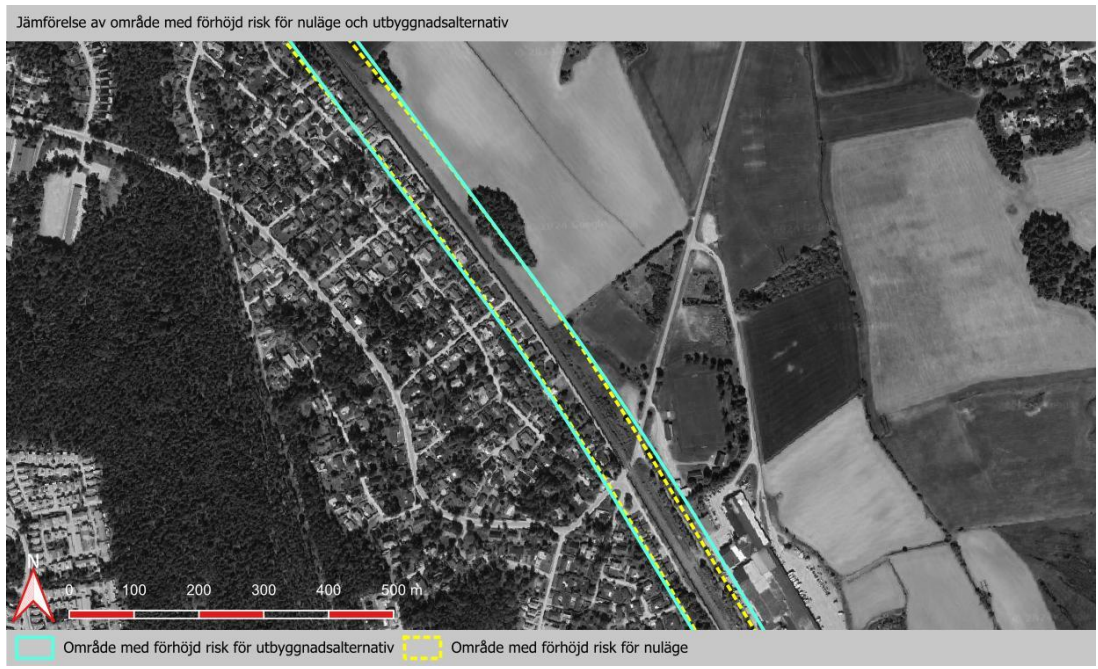 Jämförelse av område med förhöjd risk för nuläge och utbyggnadsalternativ
N
0 100 200 300 400 500 m
Område med förhöjd risk för utbyggnadsalternativ Område med förhöjd risk för nuläge